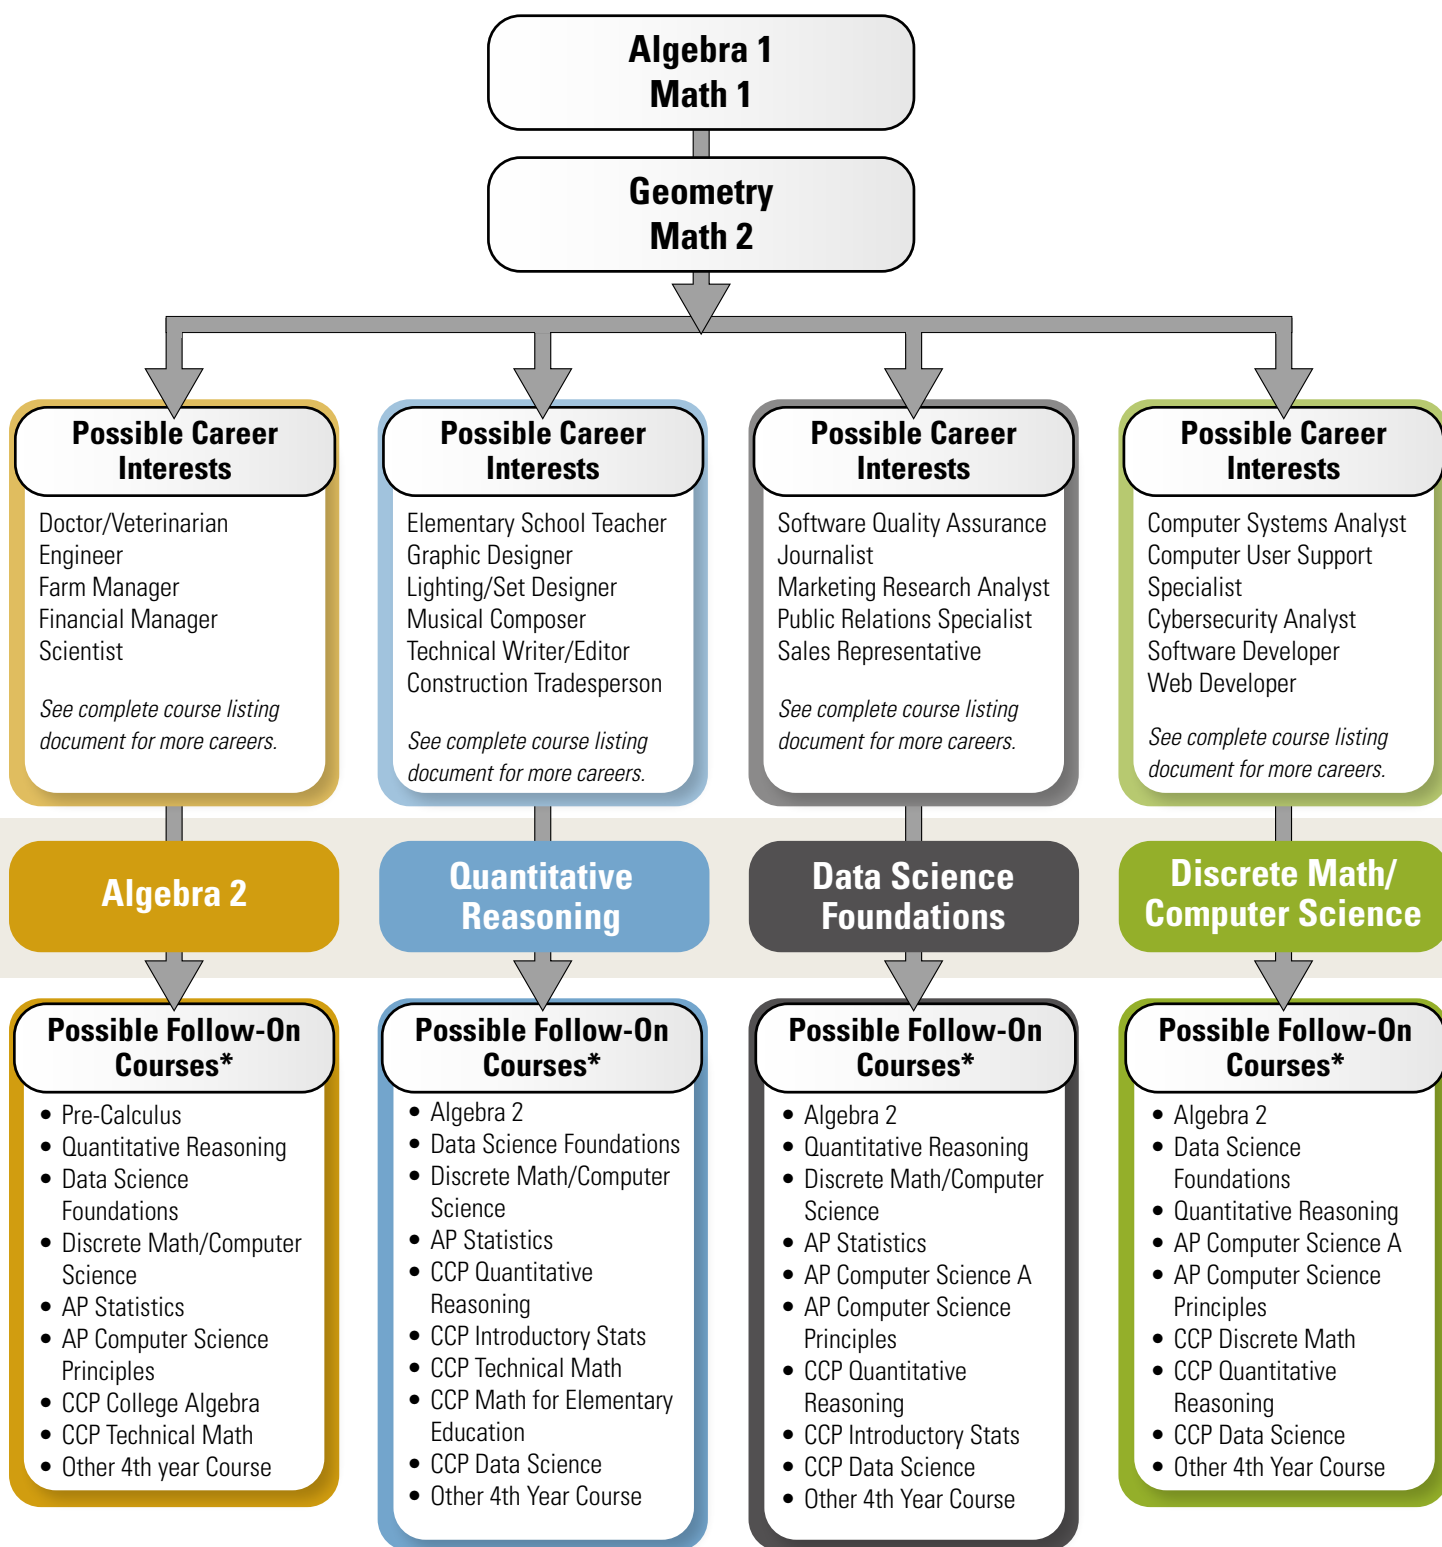 Algebra 1
Math 1
Geometry
Math 2
Possible Career
Interests
Doctor/Veterinarian
Engineer
Farm Manager
Financial Manager
Scientist
See complete course listing
document for more careers.
Possible Career
Interests
Elementary School Teacher
Graphic Designer
Lighting/Set Designer
Musical Composer
Technical Writer/Editor
Construction Tradesperson
See complete course listing
document for more careers.
Possible Career
Interests
Software Quality Assurance
Journalist
Marketing Research Analyst
Public Relations Specialist
Sales Representative
See complete course listing
document for more careers.
Possible Career
Interests
Computer Systems Analyst
Computer User Support
Specialist
Cybersecurity Analyst
Software Developer
Web Developer
See complete course listing
document for more careers.
Algebra 2
Quantitative
Reasoning
Data Science
Foundations
Discrete Math/
Computer Science
Possible Follow-On
Courses*
• Pre-Calculus
• Quantitative Reasoning
• Data Science
Foundations
• Discrete Math/Computer
Science
• AP Statistics
• AP Computer Science
Principles
• CCP College Algebra
• CCP Technical Math
• Other 4th year Course
Possible Follow-On
Courses*
• Algebra 2
• Data Science Foundations
• Discrete Math/Computer
Science
• AP Statistics
• CCP Quantitative
Reasoning
• CCP Introductory Stats
• CCP Technical Math
• CCP Math for Elementary
Education
• CCP Data Science
• Other 4th Year Course
Possible Follow-On
Courses*
• Algebra 2
• Quantitative Reasoning
• Discrete Math/Computer
Science
• AP Statistics
• AP Computer Science A
• AP Computer Science
Principles
• CCP Quantitative
Reasoning
• CCP Introductory Stats
• CCP Data Science
• Other 4th Year Course
Possible Follow-On
Courses*
• Algebra 2
• Data Science
Foundations
• Quantitative Reasoning
• AP Computer Science A
• AP Computer Science
Principles
• CCP Discrete Math
• CCP Quantitative
Reasoning
• CCP Data Science
• Other 4th Year Course